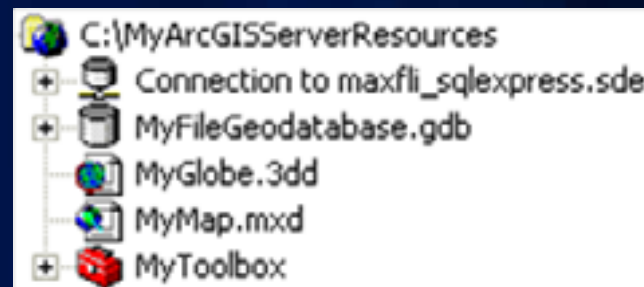 C:\MyArcGISServerResources
Connection to maxfli_sqlexpress.sde
MyFileGeodatabase.gdb
MyGlobe.3dd
MyMap.mxd
MyToolbox